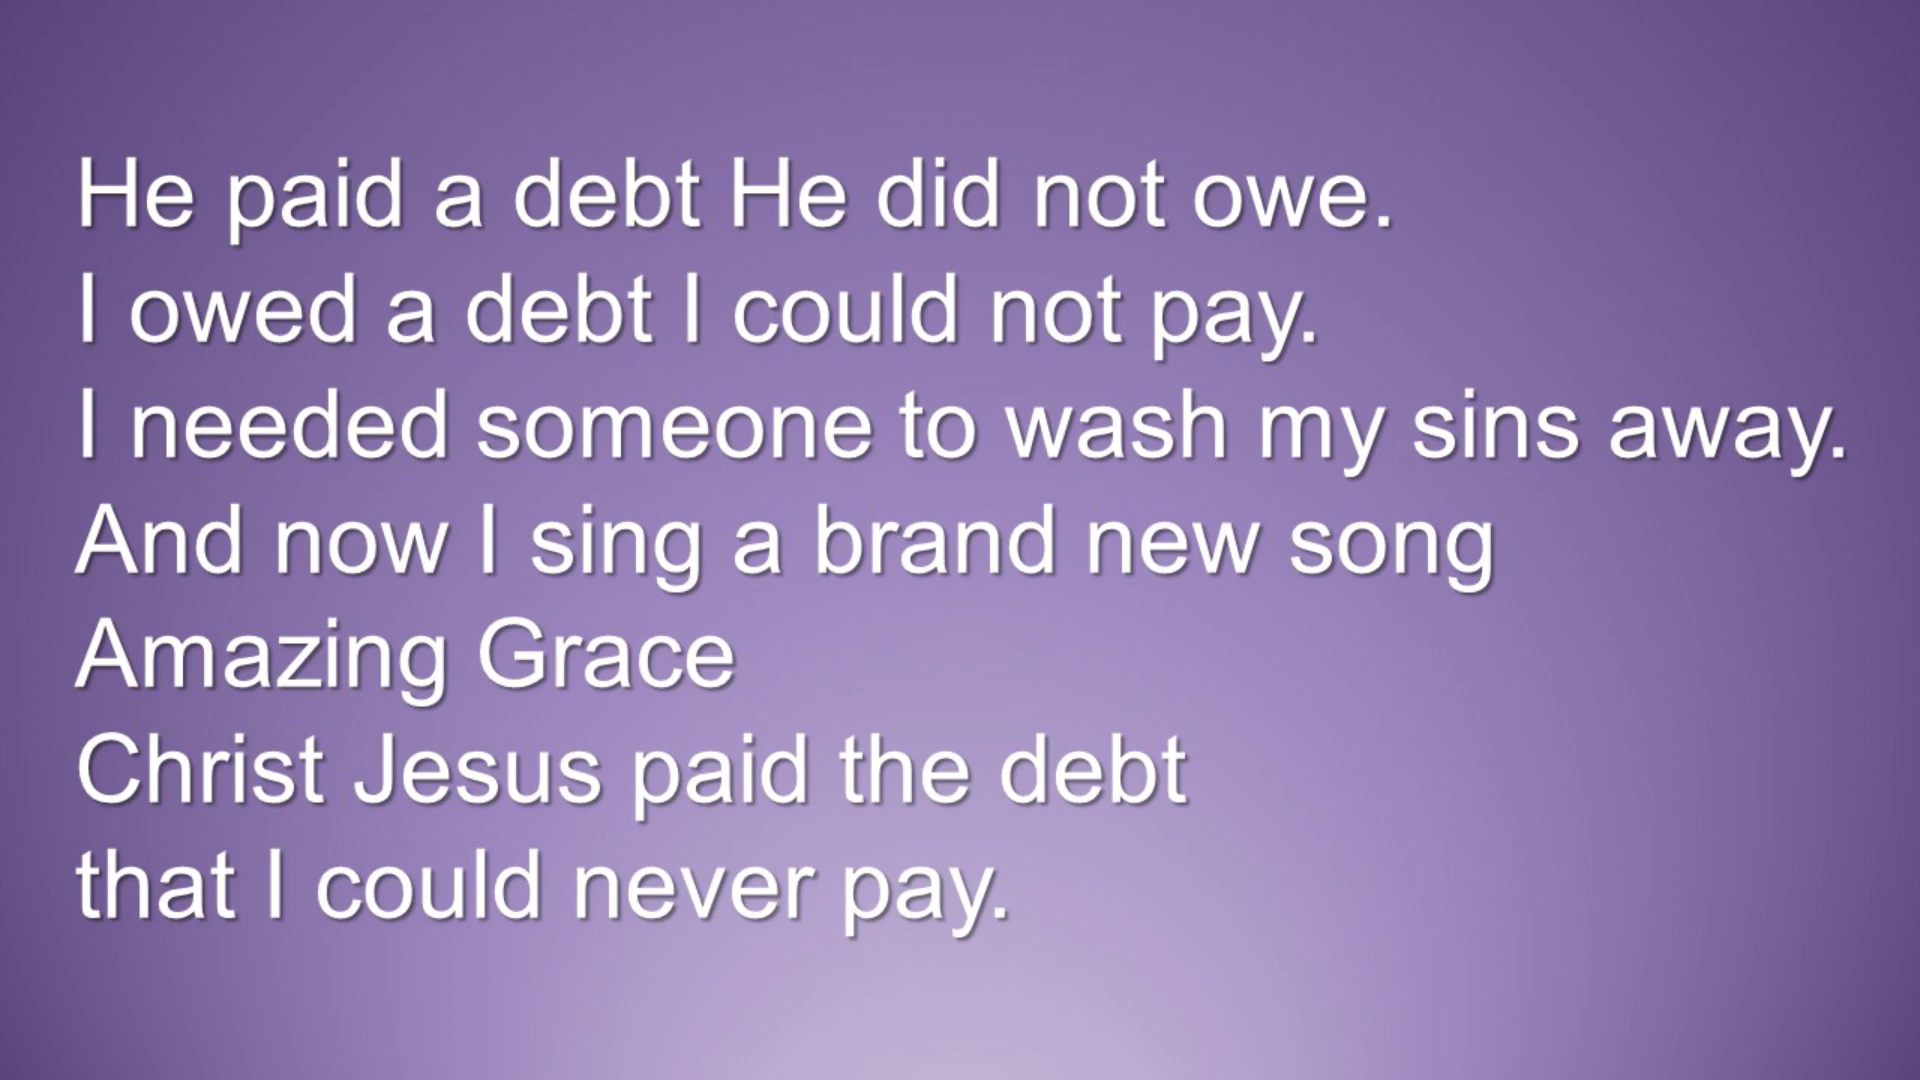 He paid a debt He did not owe.
I owed a debt I could not pay.
I needed someone to wash my sins away.
And now I sing a brand new song
Amazing Grace
Christ Jesus paid the debt
that I could never pay.